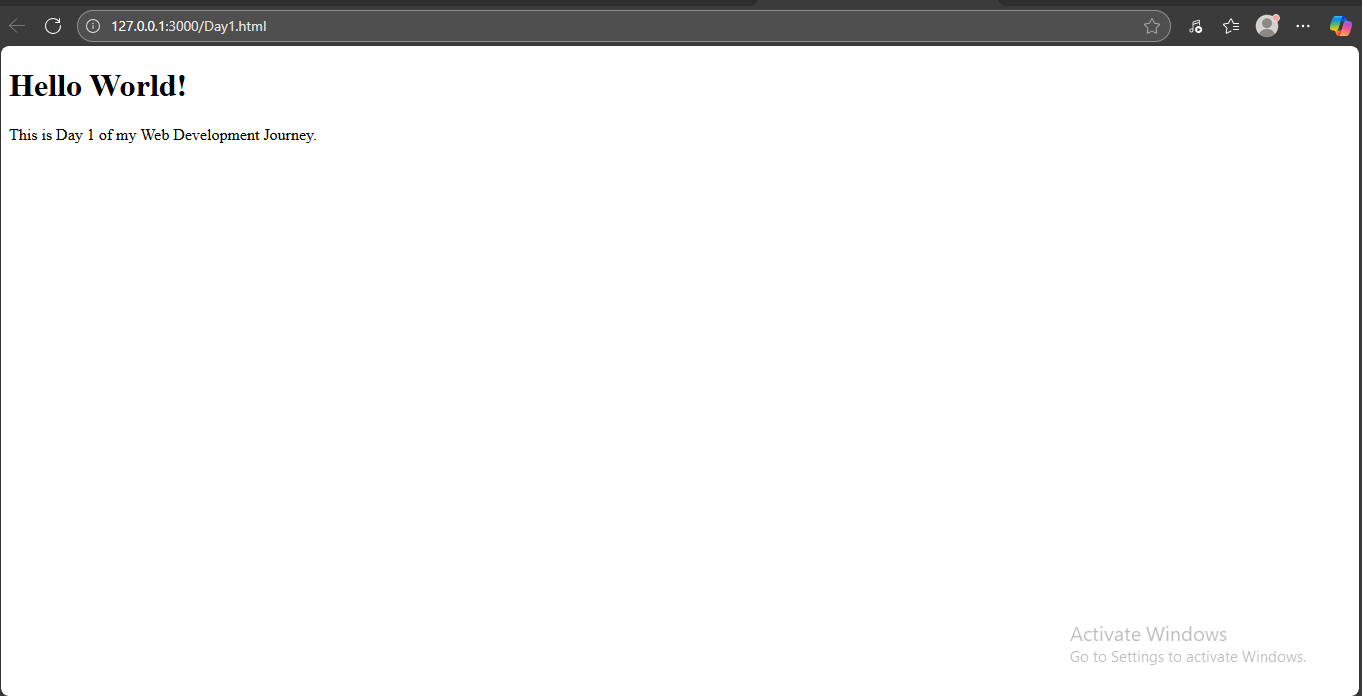 127.0.0.1:3000/Day1.html
Hello World!
This is Day 1 of my Web Development Journey.
Activate Windows
Go to Settings to activate Windows.